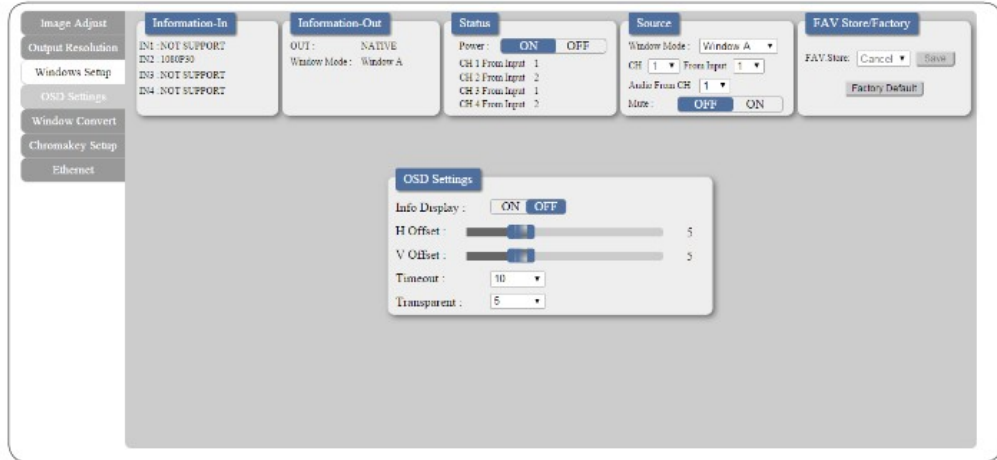 Image Adjust
Output Resolution
Windows Setup
OSD Settings
Window Convert
Chromakey Setup
Ethernet
Information-In
IN1 :NOT SUPPORT
IN2 :1080P30
IN3 :NOT SUPPORT
IN4 :NOT SUPPORT
Information-Out
OUT : NATIVE
Window Mode : Window A
Status
Power : ON OFF
CH 1 From Input 1
CH 2 From Input 2
CH 3 From Input 1
CH 4 From Input 2
Source
Window Mode : Window A
CH 1 From Input 1
Audio From CH 1
Mute : OFF ON
FAV Store/Factory
FAV.Store: Cancel Save
Factory Default
OSD Settings
Info Display : ON OFF
H Offset : 5
V Offset : 5
Timeout : 10
Transparent : 5